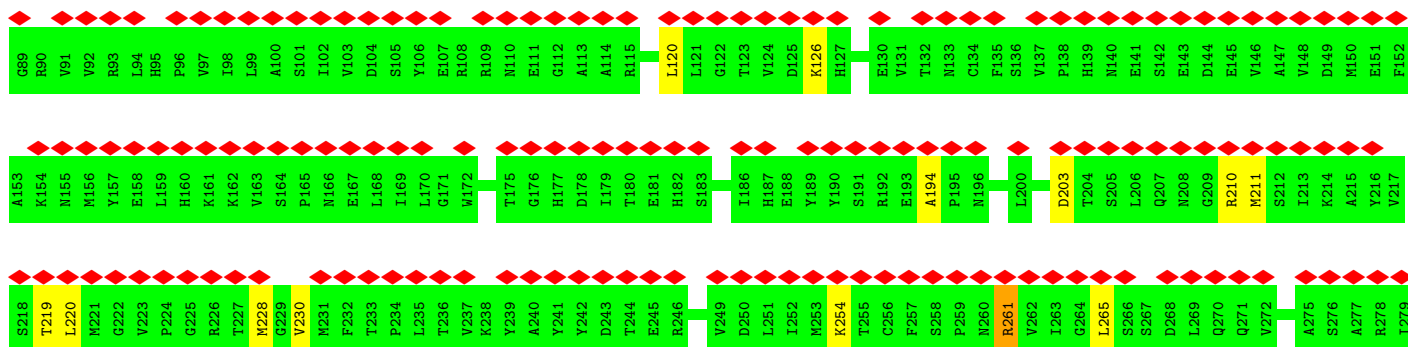 G89 R90 V91 V92 R93 L94 H95 P96 V97 I98 L99 A100 S101 I102 V103 D104 S105 Y106 E107 R108 R109 N110 E111 G112 A113 A114 R115 L120 L121 G122 T123 V124 D125 K126 H127 E130 V131 T132 N133 C134 F135 S136 V137 P138 H139 N140 E141 S142 E143 D144 E145 V146 A147 V148 D149 M150 E151 F152
A153 K154 N155 M156 Y157 E158 L159 H160 K161 K162 V163 S164 P165 N166 E167 L168 I169 L170 G171 W172 T175 G176 H177 D178 I179 T180 E181 H182 S183 I186 H187 E188 Y189 Y190 S191 R192 E193 A194 P195 N196 L200 D203 T204 S205 L206 Q207 N208 G209 R210 M211 S212 I213 K214 A215 Y216 V217
S218 T219 L220 M221 G222 V223 P224 G225 R226 T227 M228 G229 V230 M231 F232 T233 P234 L235 T236 V237 K238 Y239 A240 Y241 Y242 D243 T244 E245 R246 V249 D250 L251 I252 M253 K254 T255 C256 F257 S258 P259 N260 R261 V262 I263 G264 L265 S266 S267 D268 L269 Q270 Q271 V272 A275 S276 A277 R278 I279